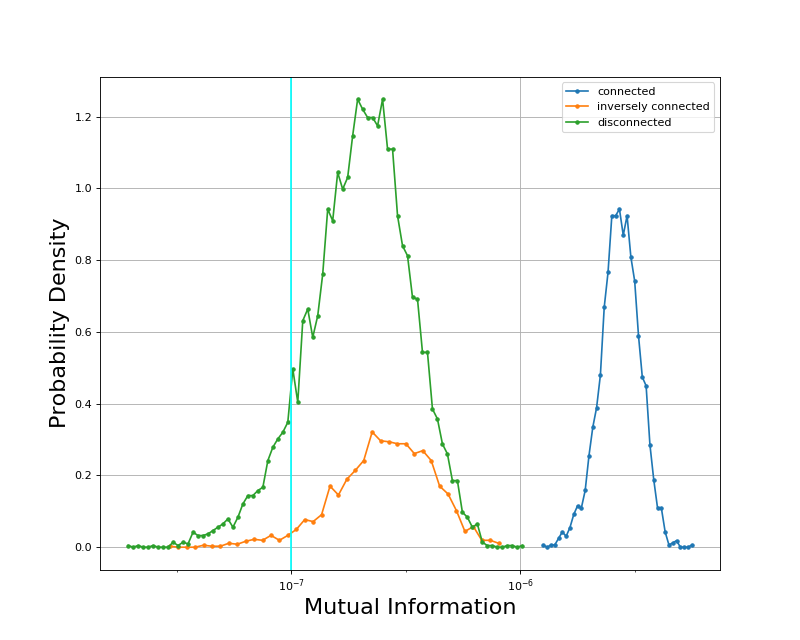 connected
inversely connected
disconnected
Probability Density
1.2
1.0
0.8
0.6
0.4
0.2
0.0
10⁻⁷
10⁻⁶
Mutual Information